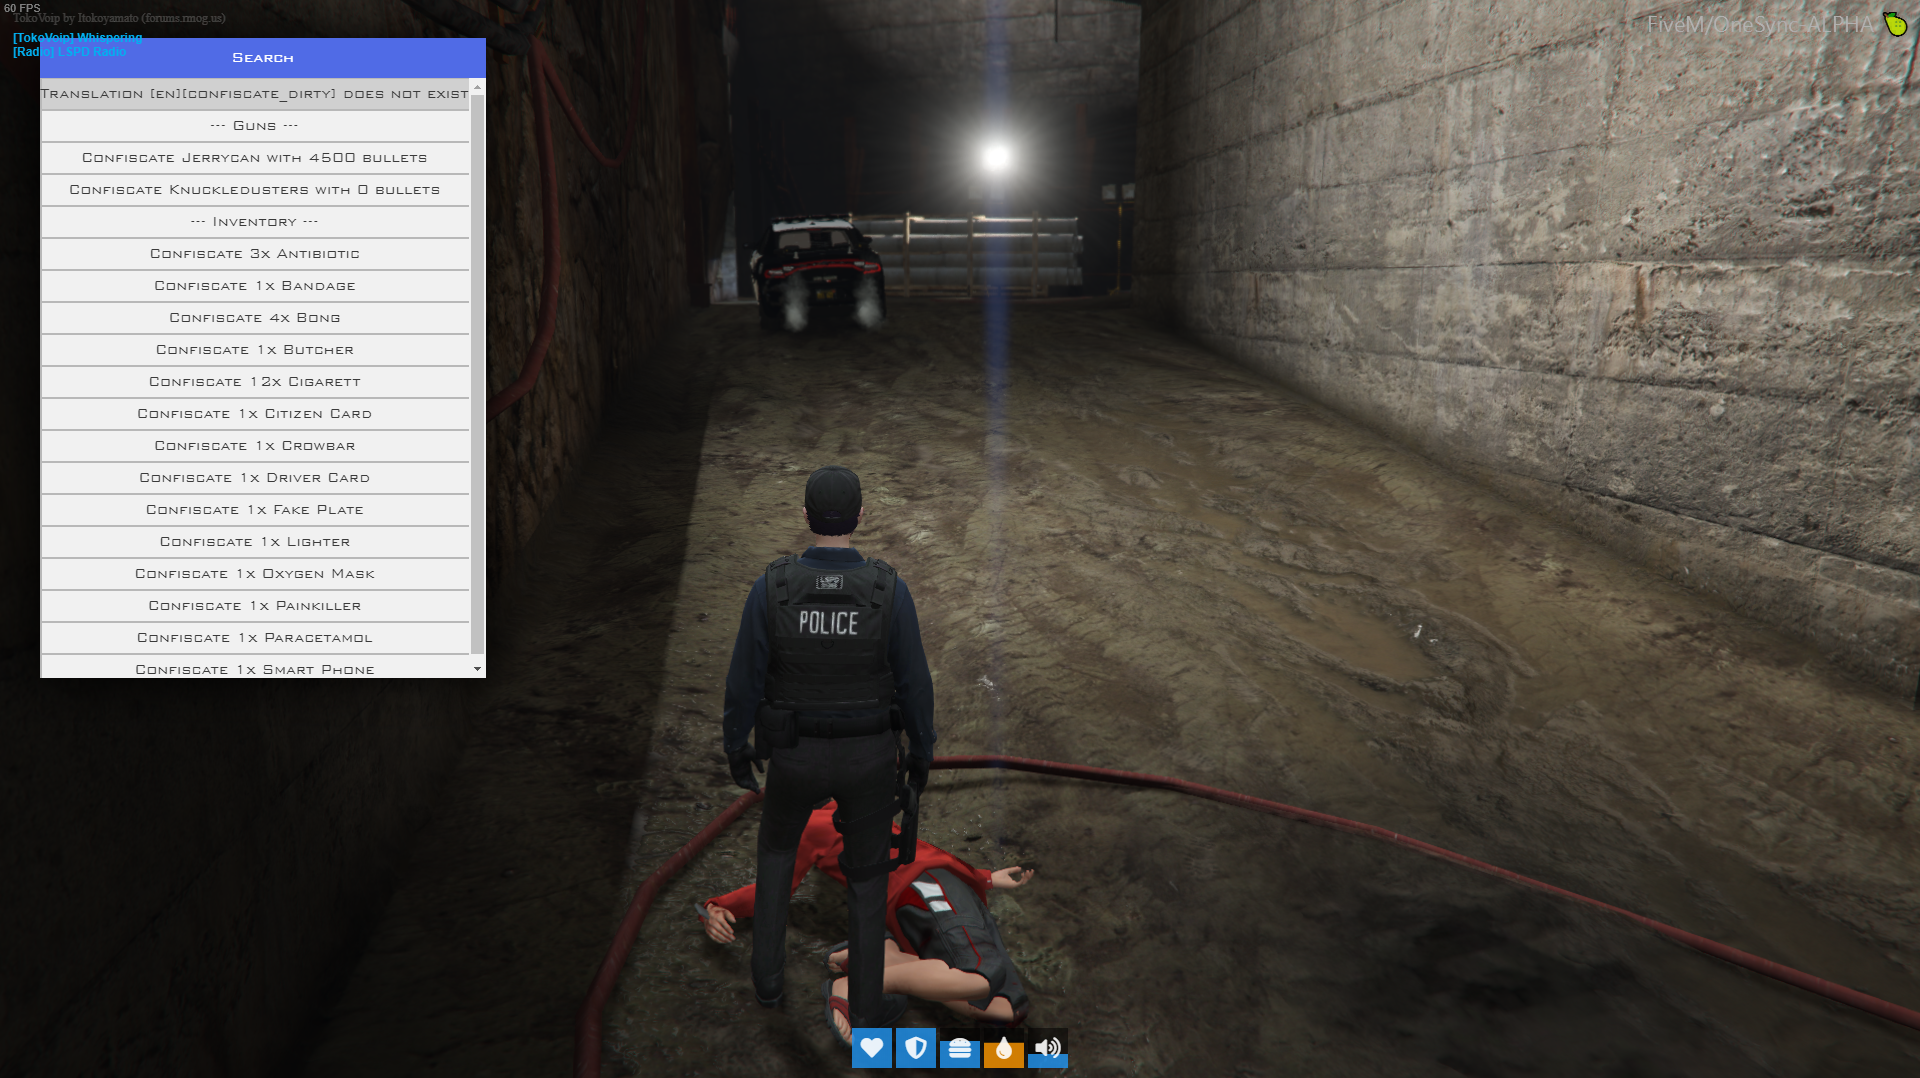 60 FPS
TokoVoip by Itokoyamato (forums.rmog.us)
[TokoVoip] Whispering
[Radio] LSPD Radio
FiveM/OneSync-ALPHA
Search
Translation [en][confiscate_dirty] does not exist
--- Guns ---
Confiscate Jerrycan with 4500 bullets
Confiscate Knuckledusters with 0 bullets
--- Inventory ---
Confiscate 3x Antibiotic
Confiscate 1x Bandage
Confiscate 4x Bong
Confiscate 1x Butcher
Confiscate 12x Cigarett
Confiscate 1x Citizen Card
Confiscate 1x Crowbar
Confiscate 1x Driver Card
Confiscate 1x Fake Plate
Confiscate 1x Lighter
Confiscate 1x Oxygen Mask
Confiscate 1x Painkiller
Confiscate 1x Paracetamol
Confiscate 1x Smart Phone
LSPD
POLICE